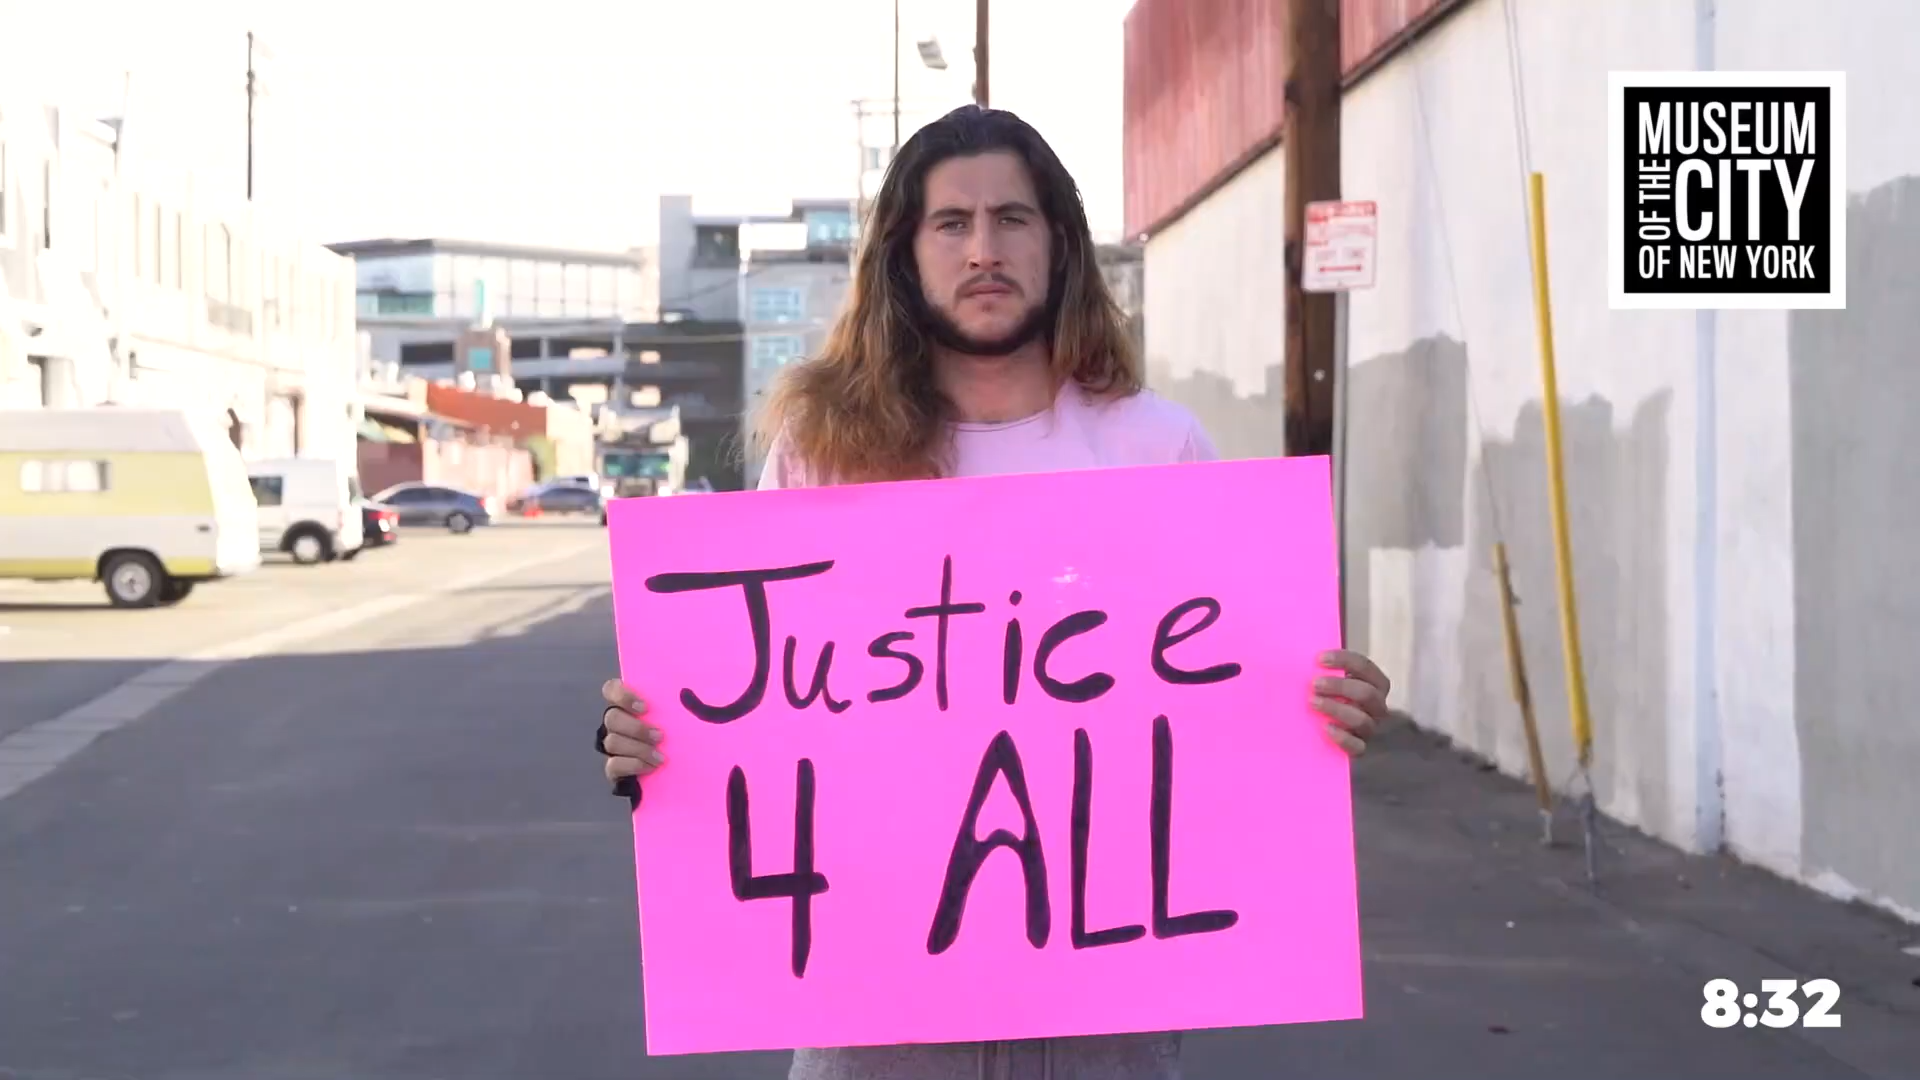 MUSEUM
OF THE
CITY
OF NEW YORK
Justice
4 ALL
8:32